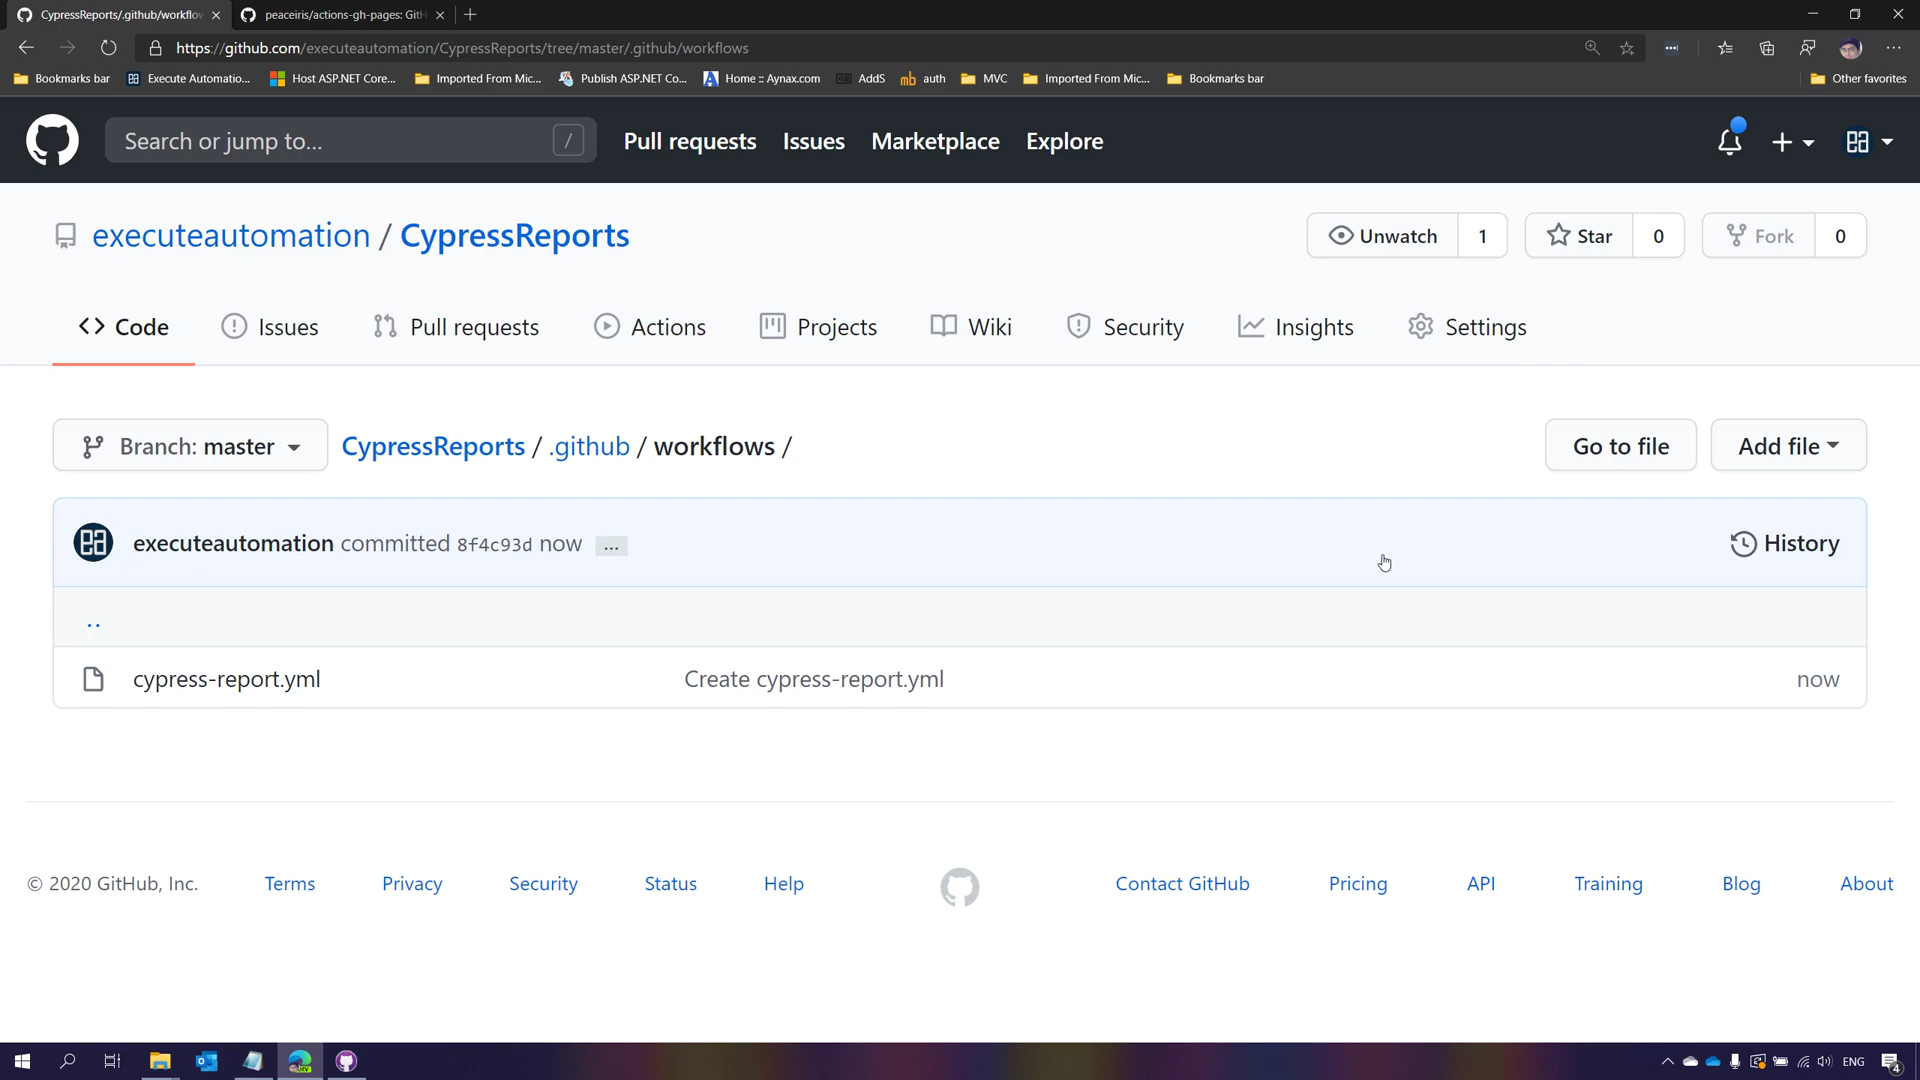 CypressReports/.github/workflow
peaceiris/actions-gh-pages: GitH
https://github.com/executeautomation/CypressReports/tree/master/.github/workflows
Bookmarks bar
Execute Automatio...
Host ASP.NET Core...
Imported From Mic...
Publish ASP.NET Co...
Home :: Aynax.com
AddS
auth
MVC
Imported From Mic...
Bookmarks bar
Other favorites
Search or jump to...
/
Pull requests
Issues
Marketplace
Explore
executeautomation / CypressReports
Unwatch 1
Star 0
Fork 0
Code
Issues
Pull requests
Actions
Projects
Wiki
Security
Insights
Settings
Branch: master
CypressReports / .github / workflows /
Go to file
Add file
executeautomation committed 8f4c93d now ...
History
..
cypress-report.yml
Create cypress-report.yml
now
© 2020 GitHub, Inc.
Terms
Privacy
Security
Status
Help
Contact GitHub
Pricing
API
Training
Blog
About
ENG
4